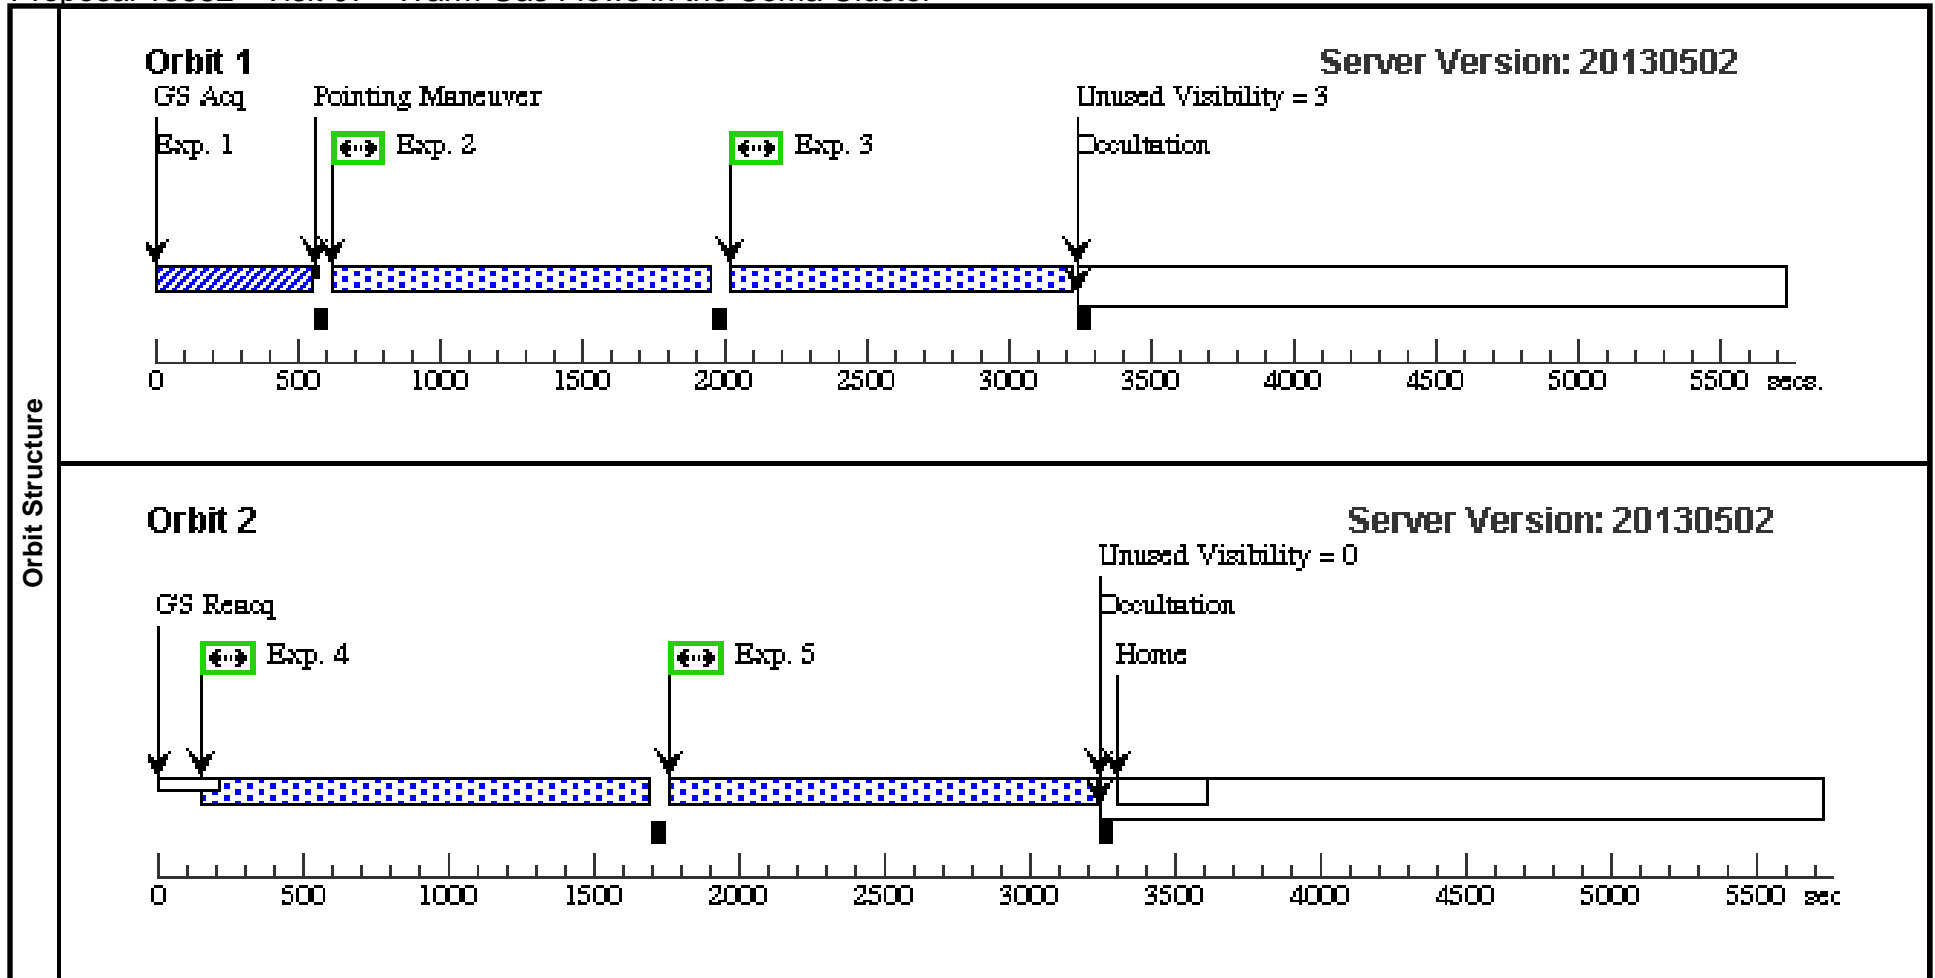 Orbit Structure
Orbit 1
Server Version: 20130502
GS Acq
Pointing Maneuver
Unused Visibility = 3
Exp. 1
Exp. 2
Exp. 3
Occultation
0 500 1000 1500 2000 2500 3000 3500 4000 4500 5000 5500 secs.
Orbit 2
Server Version: 20130502
Unused Visibility = 0
GS Reacq
Occultation
Exp. 4
Exp. 5
Home
0 500 1000 1500 2000 2500 3000 3500 4000 4500 5000 5500 sec